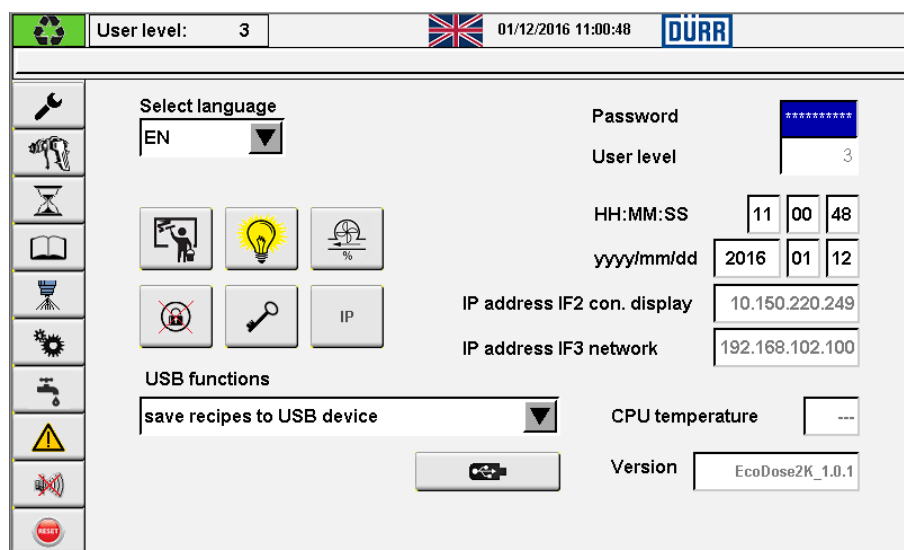 User level: 3
01/12/2016 11:00:48
DÜRR
Select language
EN
Password
**********
User level
3
%
HH:MM:SS
11 00 48
yyyy/mm/dd
2016 01 12
IP
IP address IF2 con. display
10.150.220.249
IP address IF3 network
192.168.102.100
USB functions
save recipes to USB device
CPU temperature
---
Version
EcoDose2K_1.0.1
RESET